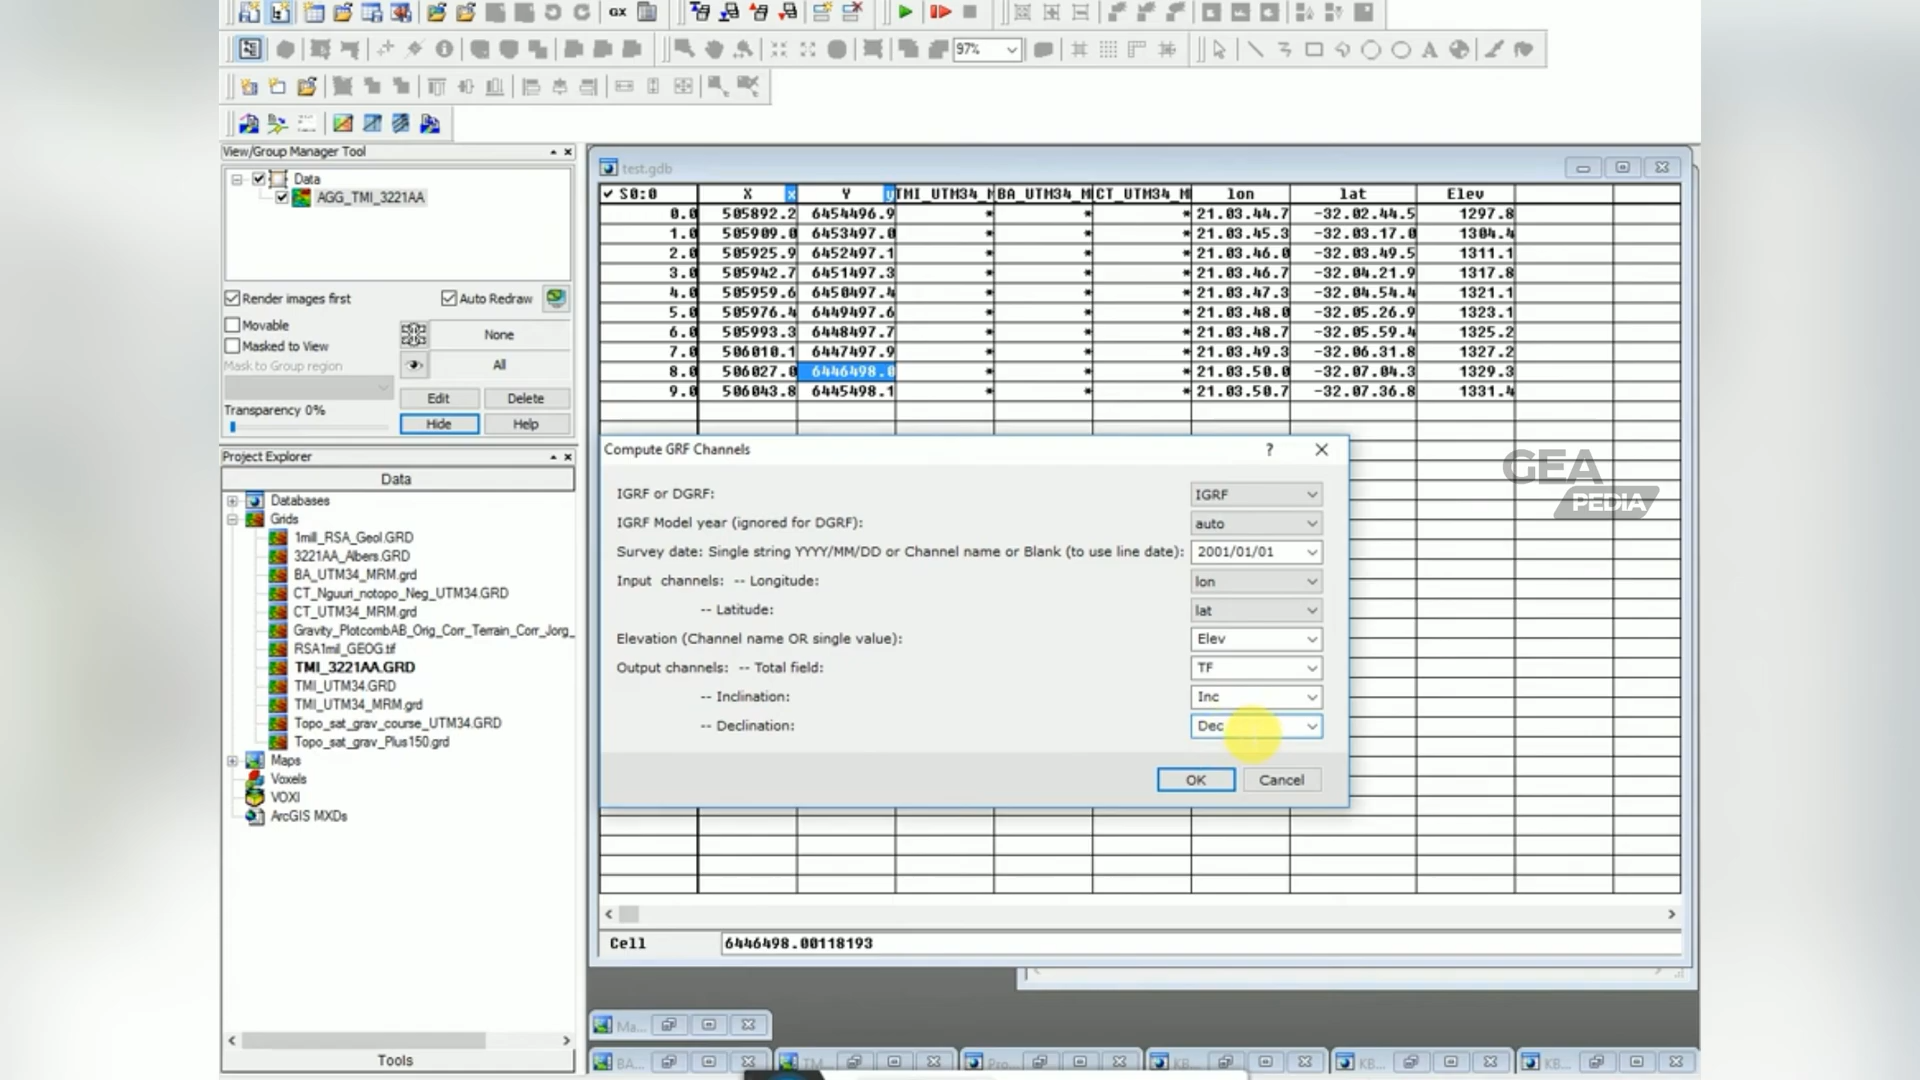 GX
97%
View/Group Manager Tool
Data
AGG_TMI_3221AA
Render images first
Auto Redraw
Movable
None
Masked to View
Mask to Group region
All
Edit
Delete
Transparency 0%
Hide
Help
Project Explorer
Data
Databases
Grids
1mill_RSA_Geol.GRD
3221AA_Albers.GRD
BA_UTM34_MRM.grd
CT_Nguuri_notopo_Neg_UTM34.GRD
CT_UTM34_MRM.grd
Gravity_PlotcombAB_Orig_Corr_Terrain_Corr_Jorg_
RSA1mil_GEOG.tif
TMI_3221AA.GRD
TMI_UTM34.GRD
TMI_UTM34_MRM.grd
Topo_sat_grav_course_UTM34.GRD
Topo_sat_grav_Plus150.grd
Maps
Voxels
VOXI
ArcGIS MXDs
Tools
test.gdb
✓ S0:0 X x Y y TMI_UTM34_M BA_UTM34_M CT_UTM34_M lon lat Elev
0.0 505892.2 6454496.9 * * * 21.03.44.7 -32.02.44.5 1297.8
1.0 505909.0 6453497.0 * * * 21.03.45.3 -32.03.17.0 1304.4
2.0 505925.9 6452497.1 * * * 21.03.46.0 -32.03.49.5 1311.1
3.0 505942.7 6451497.3 * * * 21.03.46.7 -32.04.21.9 1317.8
4.0 505959.6 6450497.4 * * * 21.03.47.3 -32.04.54.4 1321.1
5.0 505976.4 6449497.6 * * * 21.03.48.0 -32.05.26.9 1323.1
6.0 505993.3 6448497.7 * * * 21.03.48.7 -32.05.59.4 1325.2
7.0 506010.1 6447497.9 * * * 21.03.49.3 -32.06.31.8 1327.2
8.0 506027.0 6446498.0 * * * 21.03.50.0 -32.07.04.3 1329.3
9.0 506043.8 6445498.1 * * * 21.03.50.7 -32.07.36.8 1331.4
Compute GRF Channels
IGRF or DGRF: IGRF
IGRF Model year (ignored for DGRF): auto
Survey date: Single string YYYY/MM/DD or Channel name or Blank (to use line date): 2001/01/01
Input channels: -- Longitude: lon
-- Latitude: lat
Elevation (Channel name OR single value): Elev
Output channels: -- Total field: TF
-- Inclination: Inc
-- Declination: Dec
OK
Cancel
GEA
PEDIA
Cell 6446498.00118193
Ma...
BA...
TM...
Pro...
KB...
KB...
KB...